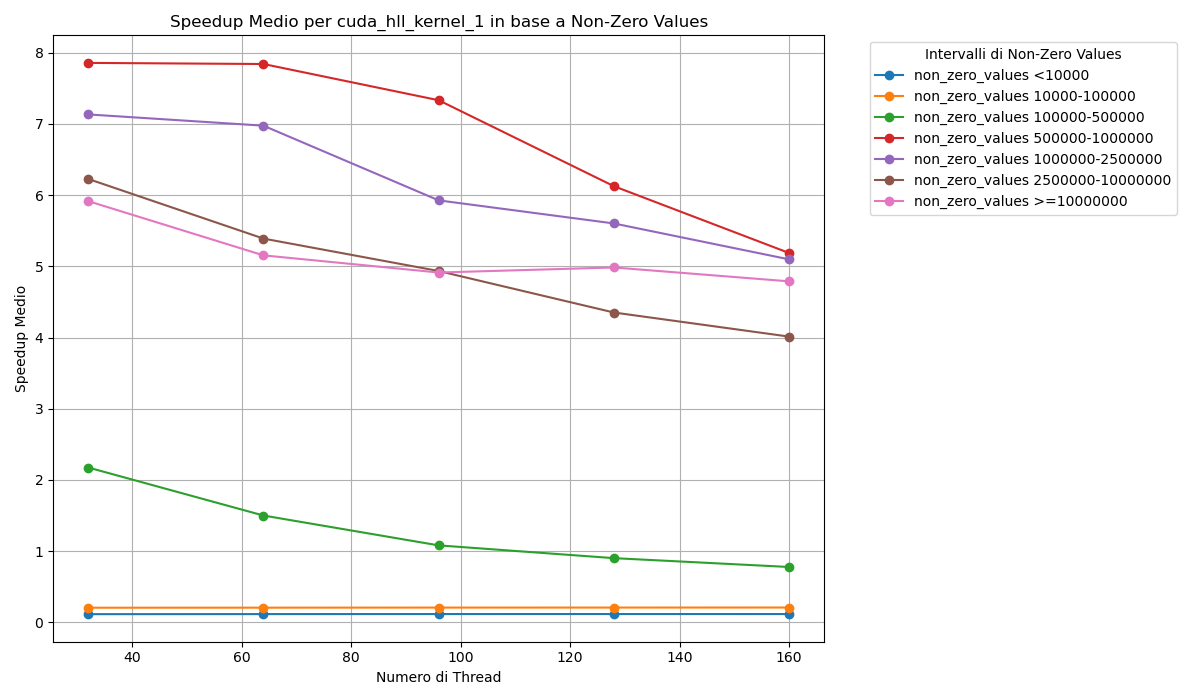 Speedup Medio per cuda_hll_kernel_1 in base a Non-Zero Values
8
7
6
5
4
3
2
1
0
Speedup Medio
40
60
80
100
120
140
160
Numero di Thread
Intervalli di Non-Zero Values
non_zero_values <10000
non_zero_values 10000-100000
non_zero_values 100000-500000
non_zero_values 500000-1000000
non_zero_values 1000000-2500000
non_zero_values 2500000-10000000
non_zero_values >=10000000